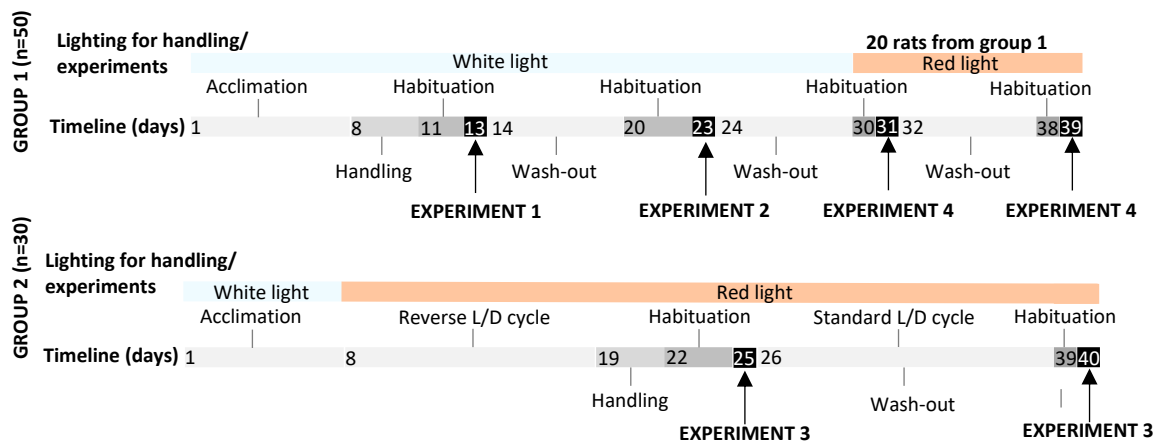 GROUP 1 (n=50)
Lighting for handling/
experiments
20 rats from group 1
White light
Red light
Acclimation
Habituation
Habituation
Habituation
Habituation
Timeline (days)
1 8 11 13 14 20 23 24 30 31 32 38 39
Handling
Wash-out
Wash-out
Wash-out
EXPERIMENT 1
EXPERIMENT 2
EXPERIMENT 4
EXPERIMENT 4
GROUP 2 (n=30)
Lighting for handling/
experiments
White light
Red light
Acclimation
Reverse L/D cycle
Habituation
Standard L/D cycle
Habituation
Timeline (days)
1 8 19 22 25 26 39 40
Handling
Wash-out
EXPERIMENT 3
EXPERIMENT 3